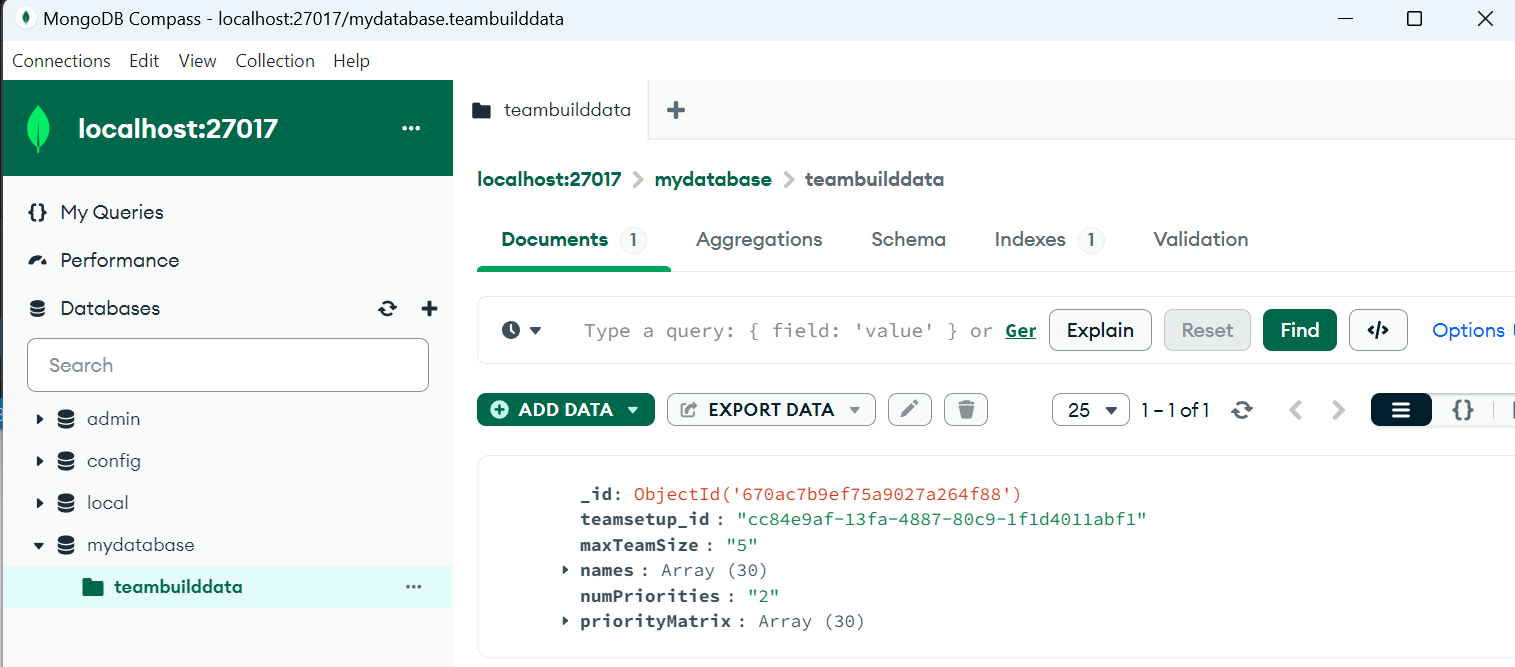 MongoDB Compass - localhost:27017/mydatabase.teambuilddata
Connections Edit View Collection Help
localhost:27017
teambuilddata
My Queries
Performance
Databases
Search
admin
config
local
mydatabase
teambuilddata
localhost:27017 > mydatabase > teambuilddata
Documents 1 Aggregations Schema Indexes 1 Validation
Type a query: { field: 'value' } or Ger Explain Reset Find </> Options
ADD DATA EXPORT DATA 25 1 – 1 of 1 {}
_id: ObjectId('670ac7b9ef75a9027a264f88')
teamsetup_id : "cc84e9af-13fa-4887-80c9-1f1d4011abf1"
maxTeamSize : "5"
names : Array (30)
numPriorities : "2"
priorityMatrix : Array (30)